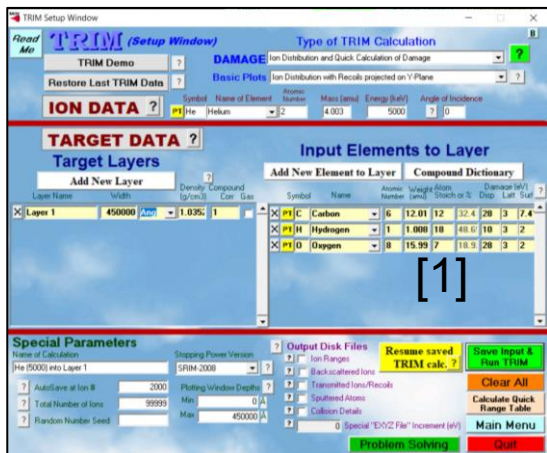 TRIM Setup Window
Read Me
TRIM (Setup Window)
Type of TRIM Calculation
B
TRIM Demo ?
DAMAGE Ion Distribution and Quick Calculation of Damage ?
Restore Last TRIM Data ?
Basic Plots Ion Distribution with Recoils projected on Y-Plane ?
ION DATA ?
Symbol Name of Element Atomic Number Mass (amu) Energy (keV) Angle of Incidence
PT He Helium 2 4.003 5000 ? 0
TARGET DATA ?
Target Layers
Input Elements to Layer
Add New Layer ?
Add New Element to Layer Compound Dictionary
Layer Name Width Density (g/cm3) Compound Corr Gas
Symbol Name Atomic Number Weight (amu) Atom Stoich or % Damage (eV) Disp Latt Surf ?
X Layer 1 450000 Ang 1.035 1
X PT C Carbon 6 12.01 12 32.4 28 3 7.4
X PT H Hydrogen 1 1.008 18 48.6 10 3 2
X PT O Oxygen 8 15.99 7 18.9 28 3 2
[1]
Special Parameters
Name of Calculation
He (5000) into Layer 1
Stopping Power Version
SRIM-2008 ?
? AutoSave at Ion # 2000
? Total Number of Ions 99999
? Random Number Seed
Plotting Window Depths ?
Min 0 Å
Max 450000 Å
? Output Disk Files
? Ion Ranges
? Backscattered Ions
? Transmitted Ions/Recoils
? Sputtered Atoms
? Collision Details
? 0 Special "EXYZ File" Increment (eV)
Resume saved TRIM calc. ?
Save Input & Run TRIM
Clear All
Calculate Quick Range Table
Main Menu
Problem Solving
Quit